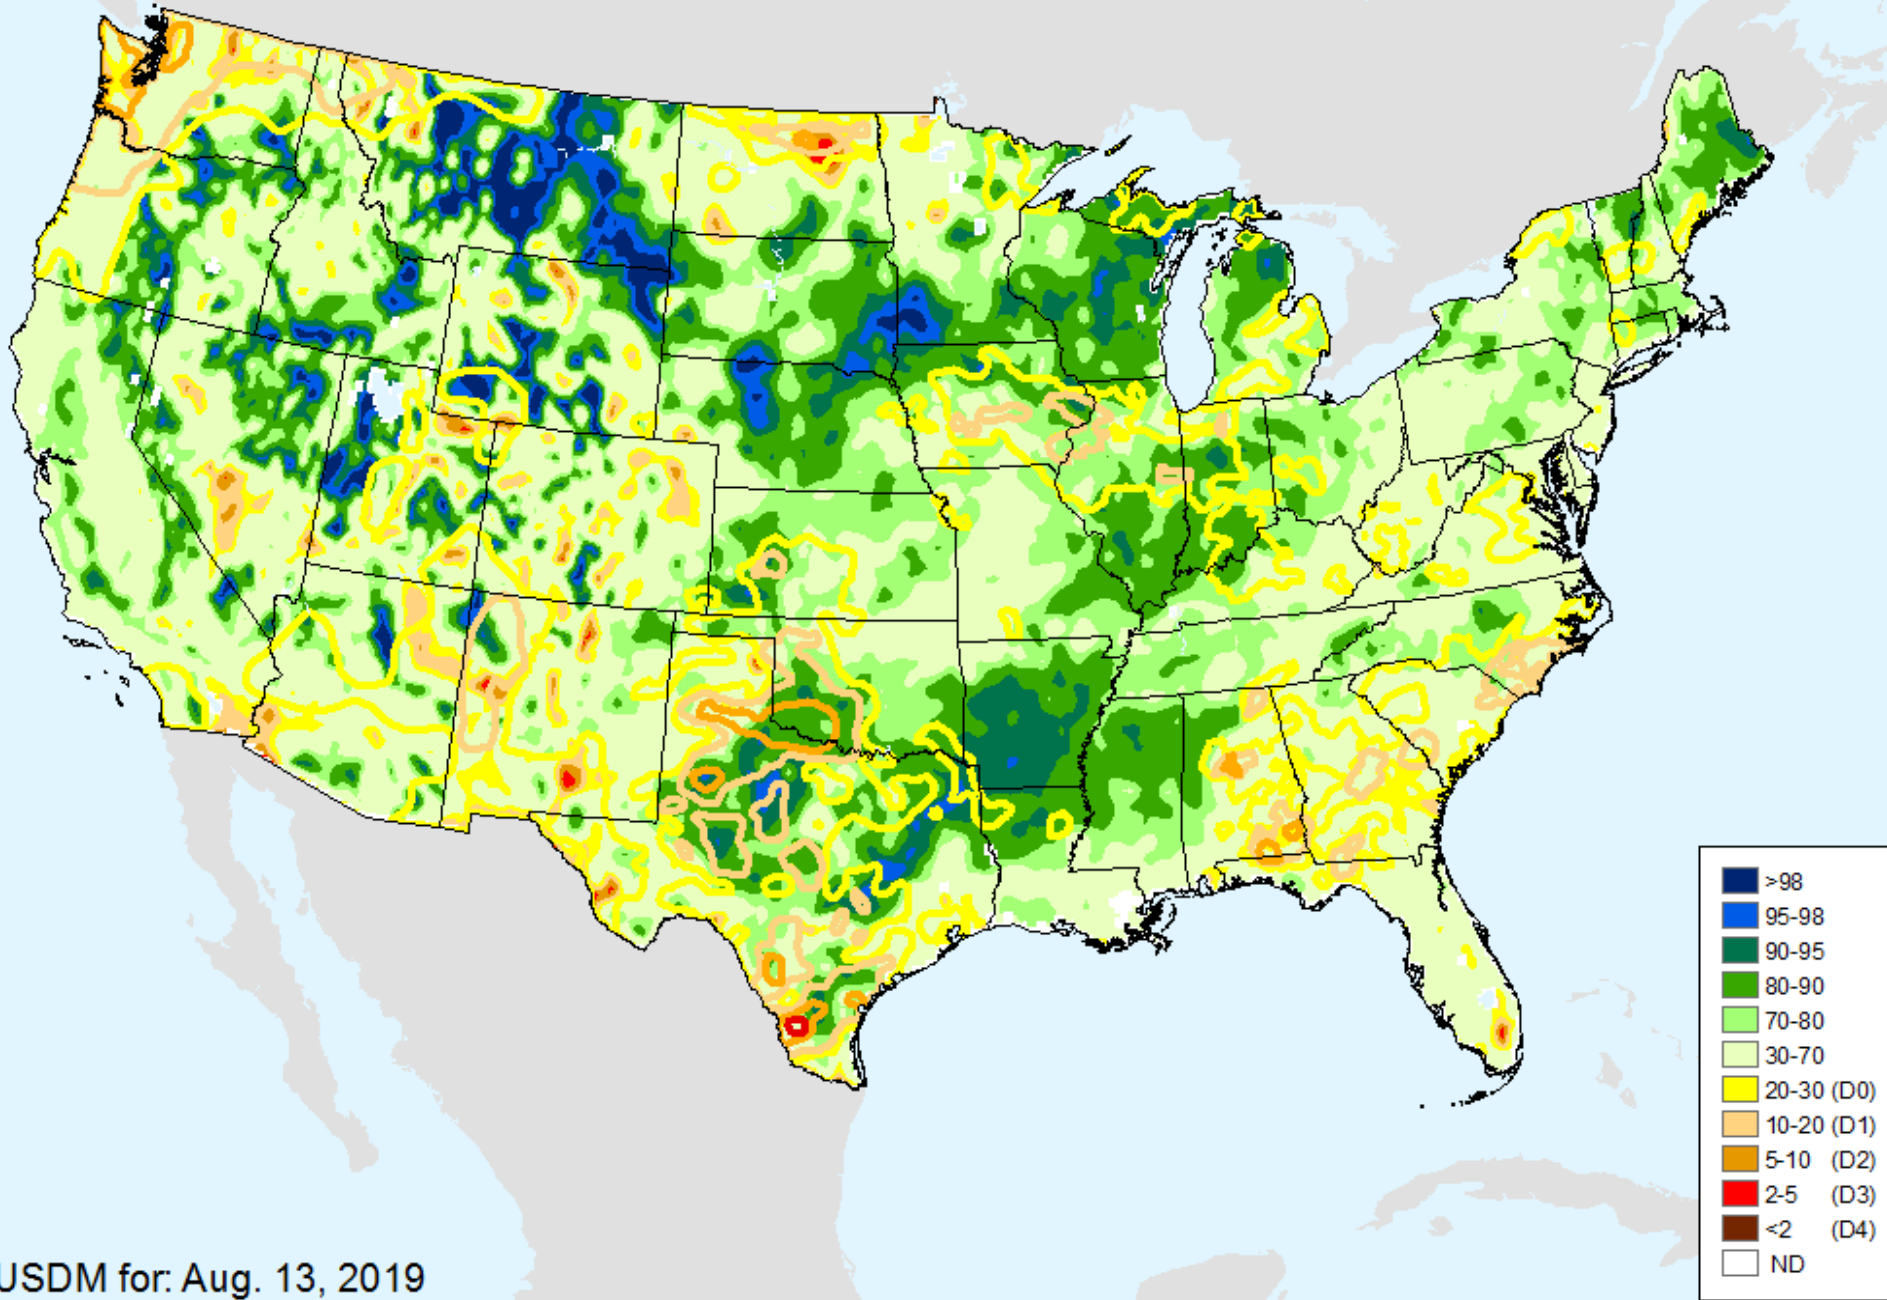 >98
95-98
90-95
80-90
70-80
30-70
20-30 (D0)
10-20 (D1)
5-10 (D2)
2-5 (D3)
<2 (D4)
ND
USDM for: Aug. 13, 2019